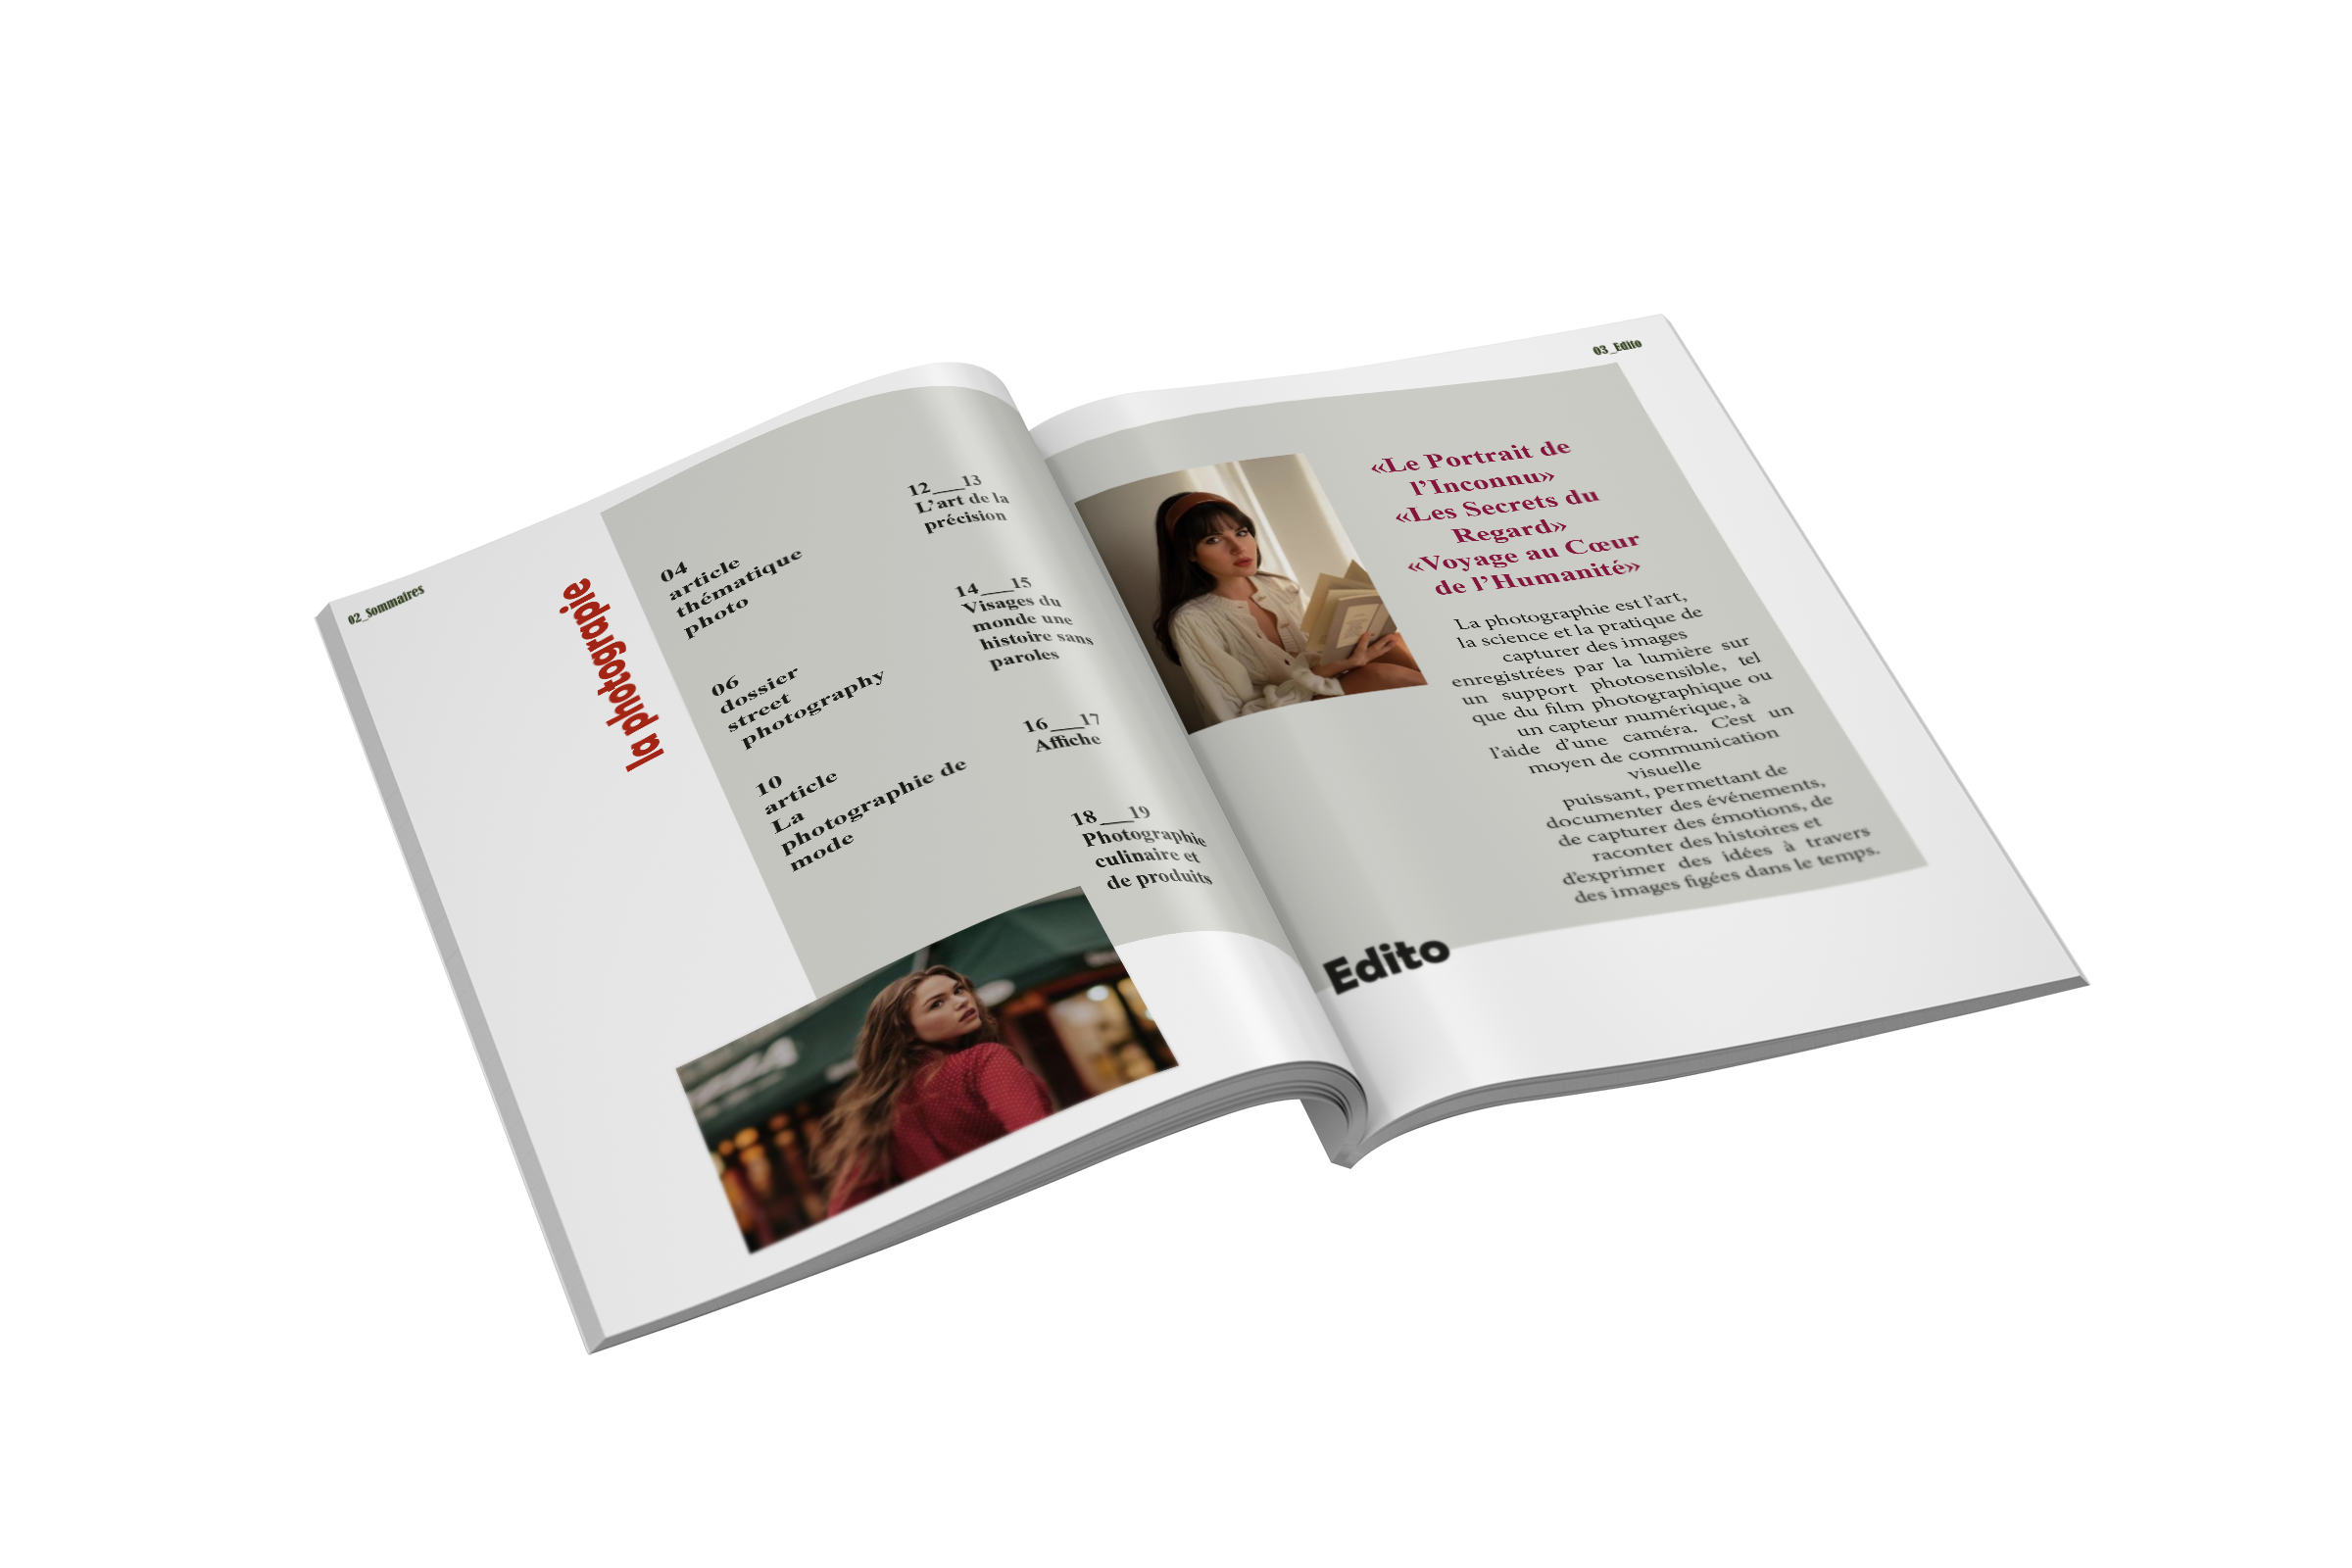 02_Sommaires
la photograpie
04
article
thématique
photo
06
dossier
street
photography
10
article
La
photographie de
mode
12___13
L'art de la
précision
14___15
Visages du
monde une
histoire sans
paroles
16___17
Affiche
18___19
Photographie
culinaire et
de produits
03_Edito
«Le Portrait de
l'Inconnu»
«Les Secrets du
Regard»
«Voyage au Cœur
de l'Humanité»
La photographie est l'art,
la science et la pratique de
capturer des images
enregistrées par la lumière sur
un support photosensible, tel
que du film photographique ou
un capteur numérique, à
l'aide d'une caméra. C'est un
moyen de communication
visuelle
puissant, permettant de
documenter des événements,
de capturer des émotions, de
raconter des histoires et
d'exprimer des idées à travers
des images figées dans le temps.
Edito